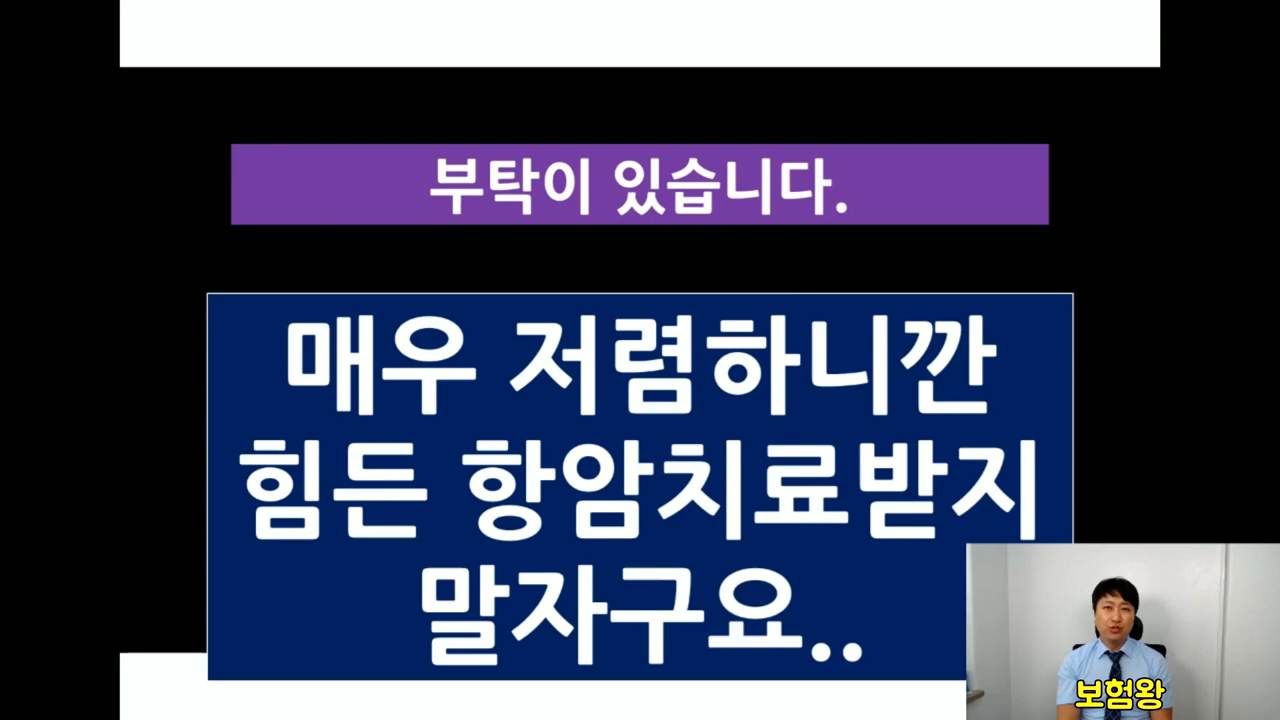 부탁이 있습니다.
매우 저렴하니깐
힘든 항암치료받지
말자구요..
보험왕